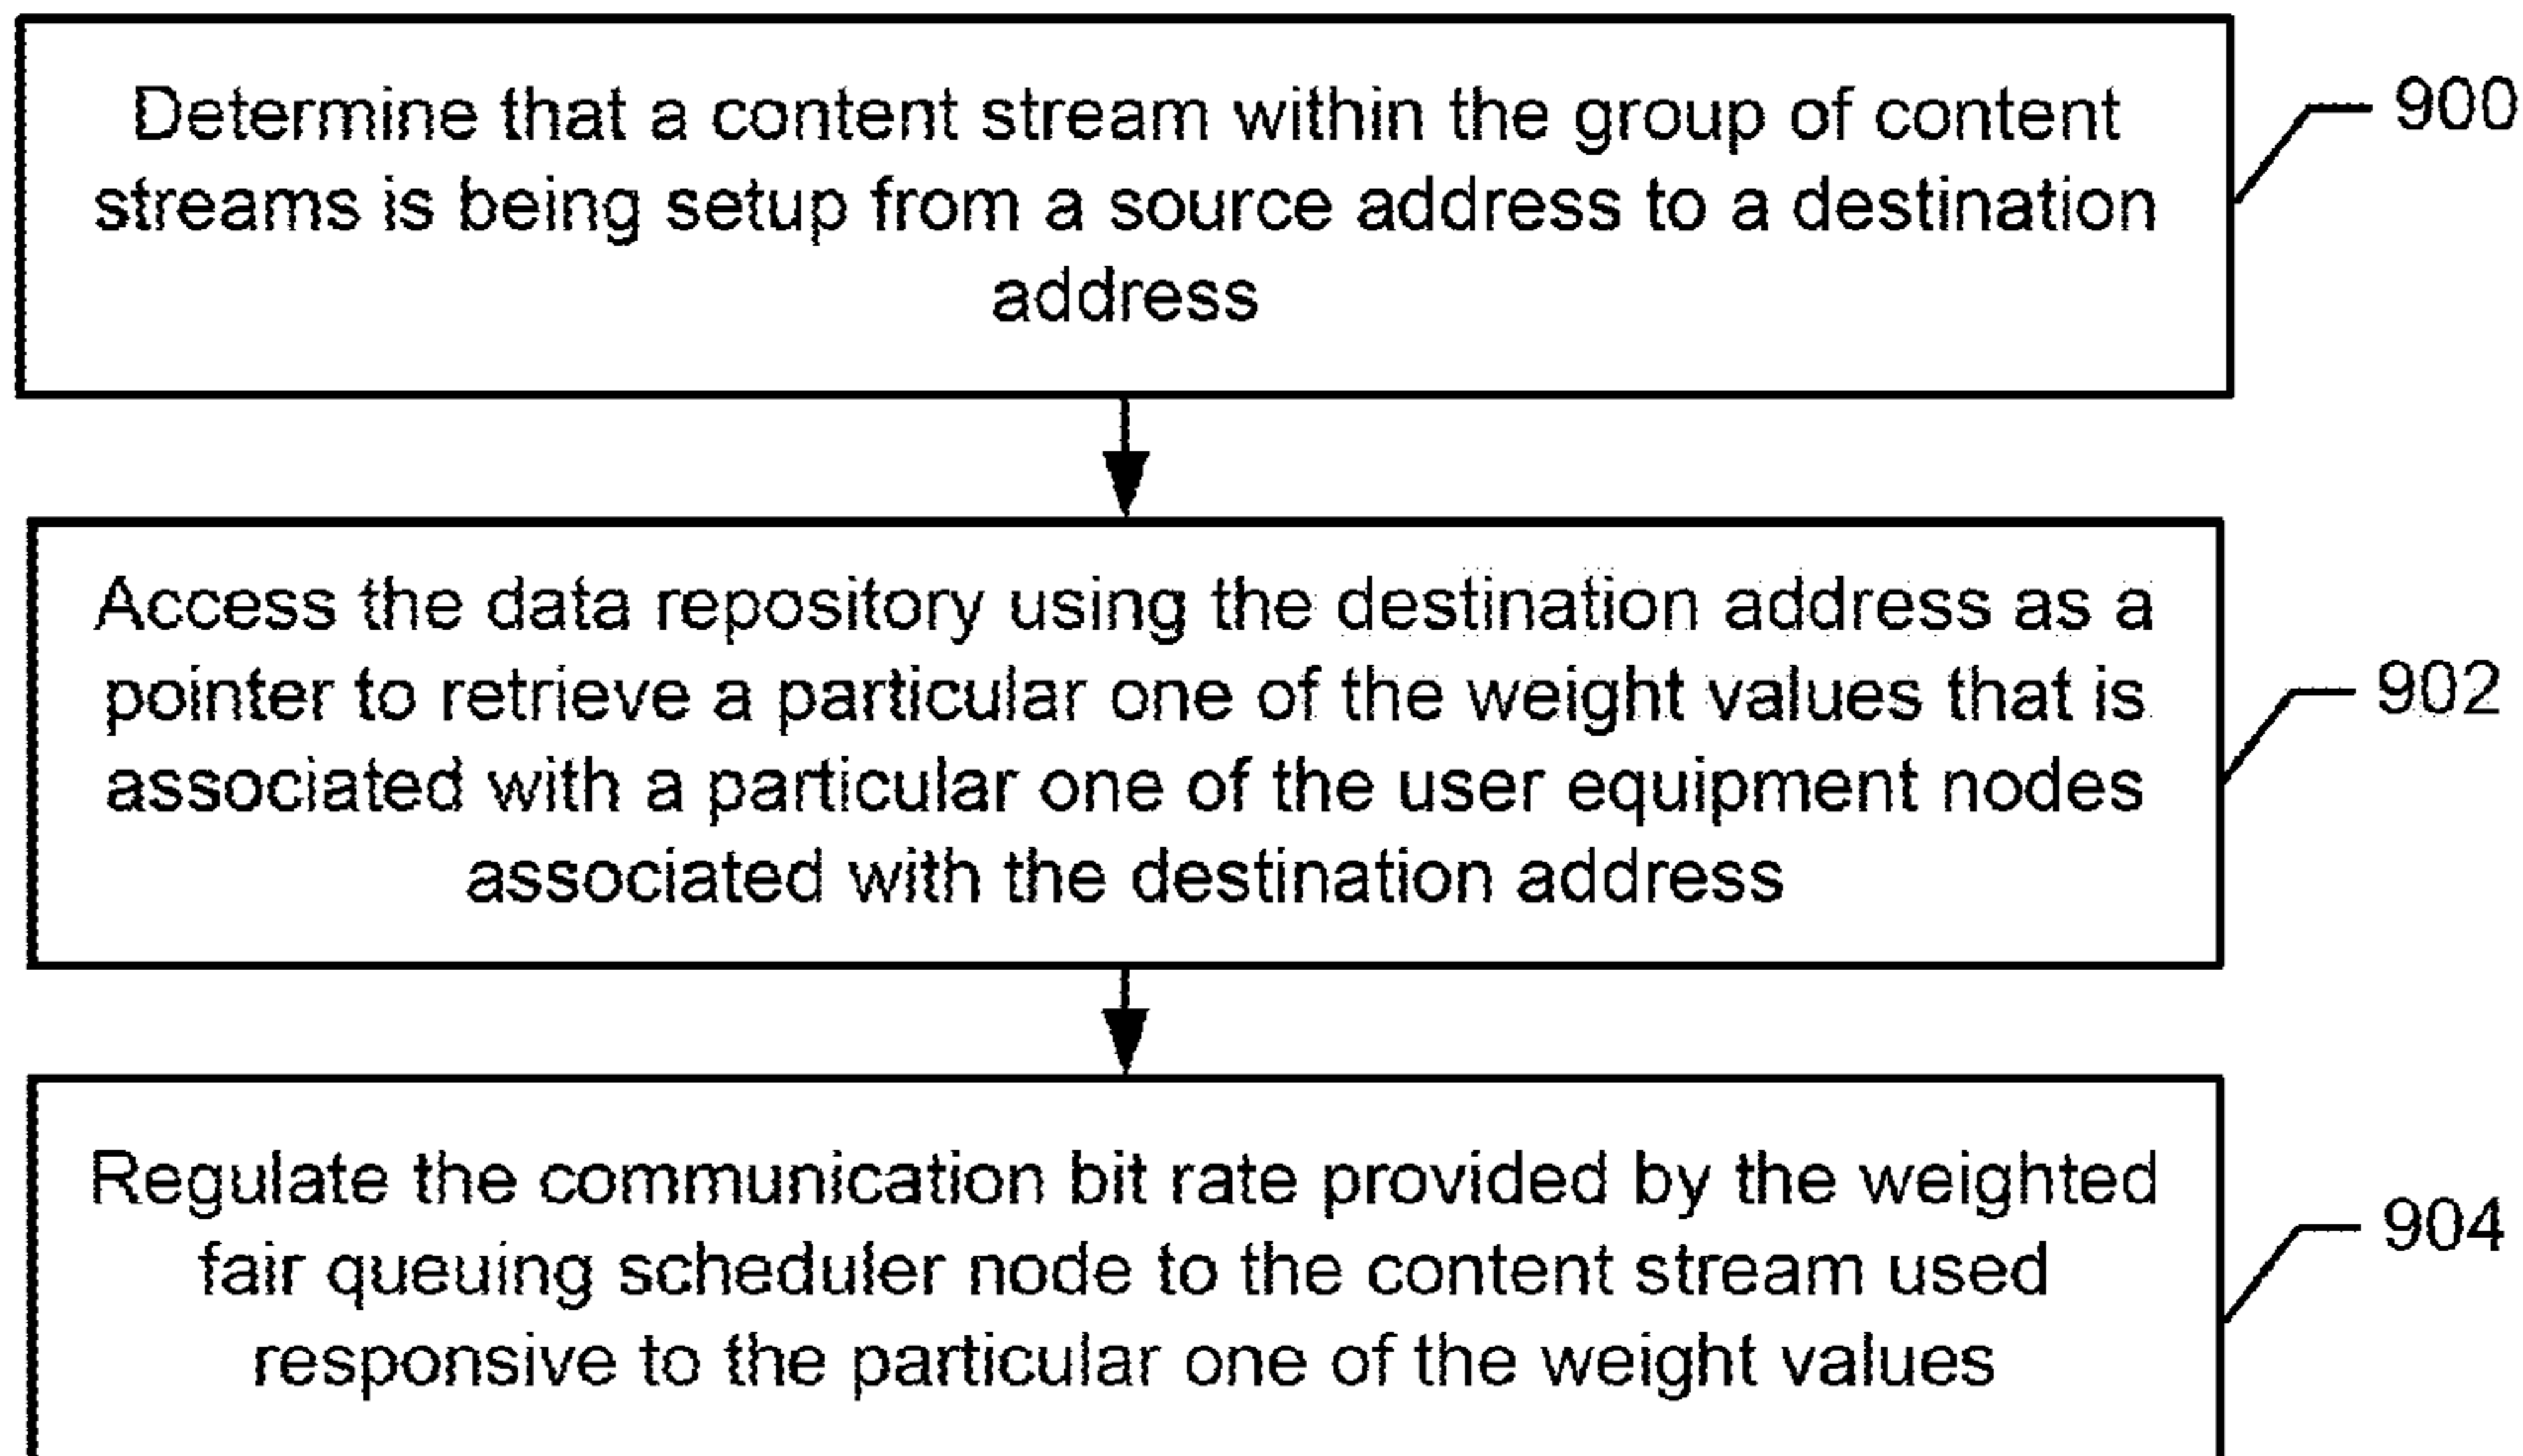 Determine that a content stream within the group of content
streams is being setup from a source address to a destination
address
900
Access the data repository using the destination address as a
pointer to retrieve a particular one of the weight values that is
associated with a particular one of the user equipment nodes
associated with the destination address
902
Regulate the communication bit rate provided by the weighted
fair queuing scheduler node to the content stream used
responsive to the particular one of the weight values
904